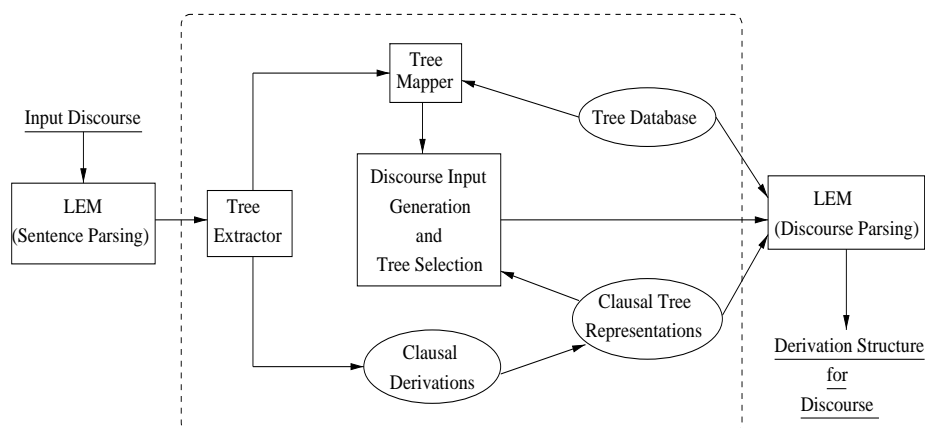 Input Discourse
LEM
(Sentence Parsing)
Tree
Extractor
Tree
Mapper
Discourse Input
Generation
and
Tree Selection
Clausal
Derivations
Tree Database
Clausal Tree
Representations
LEM
(Discourse Parsing)
Derivation Structure
for
Discourse